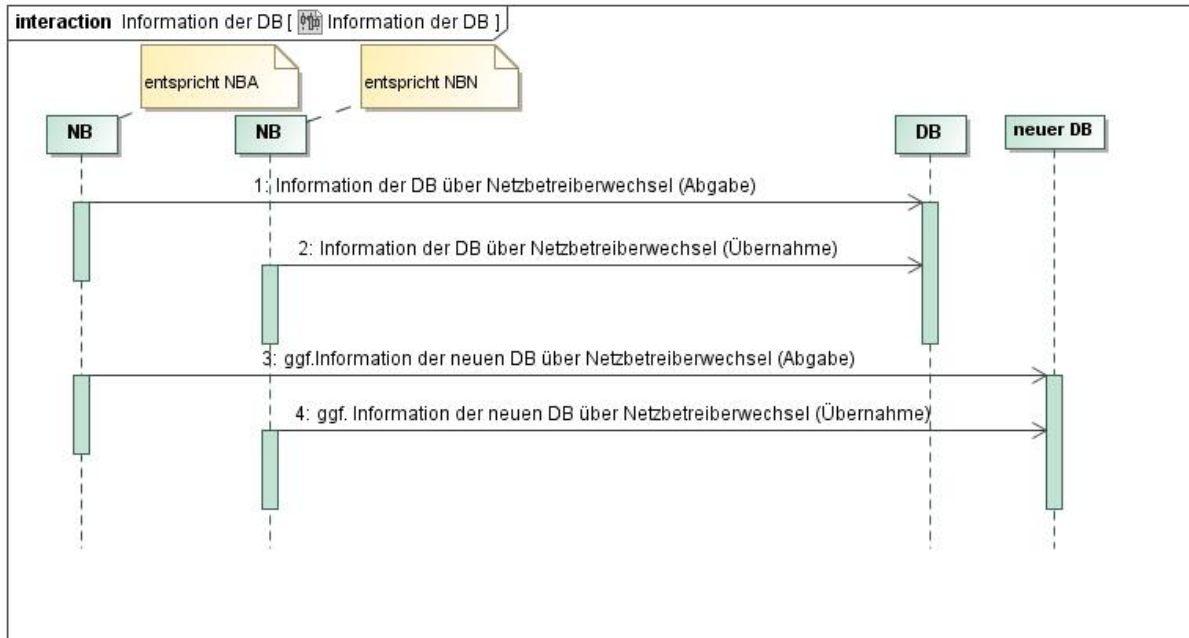 interaction Information der DB [ Information der DB ]
entspricht NBA
entspricht NBN
NB
NB
DB
neuer DB
1: Information der DB über Netzbetreiberwechsel (Abgabe)
2: Information der DB über Netzbetreiberwechsel (Übernahme)
3: ggf.Information der neuen DB über Netzbetreiberwechsel (Abgabe)
4: ggf. Information der neuen DB über Netzbetreiberwechsel (Übernahme)